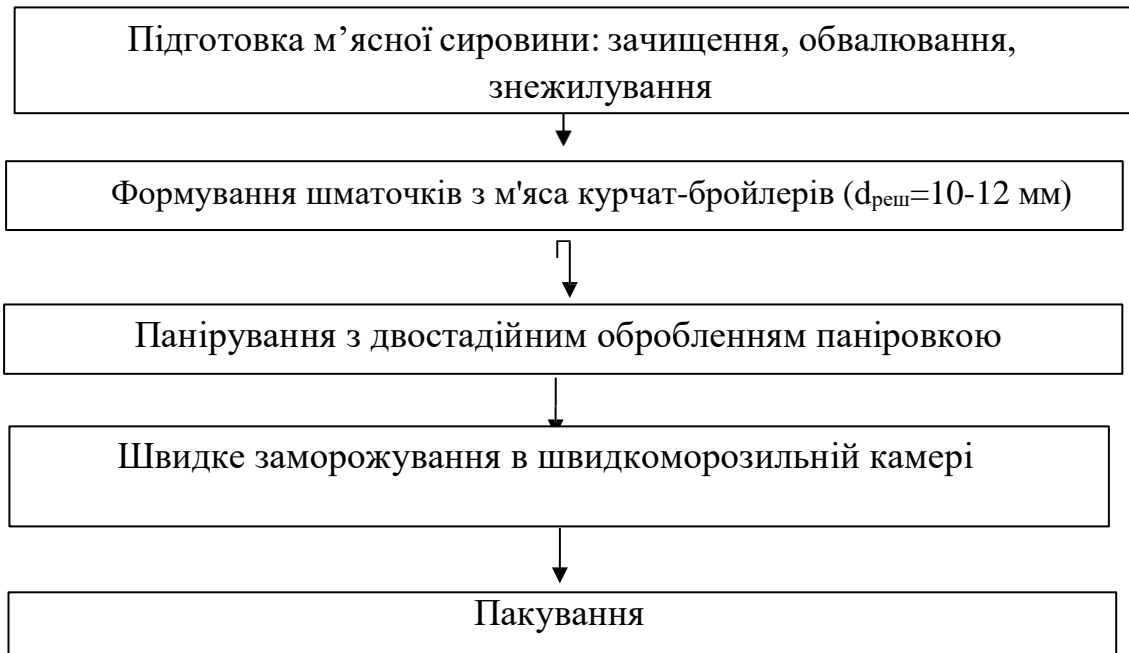 Підготовка м’ясної сировини: зачищення, обвалювання,
знежилування
Формування шматочків з м'яса курчат-бройлерів (dреш=10-12 мм)
Панірування з двостадійним обробленням паніровкою
Швидке заморожування в швидкоморозильній камері
Пакування